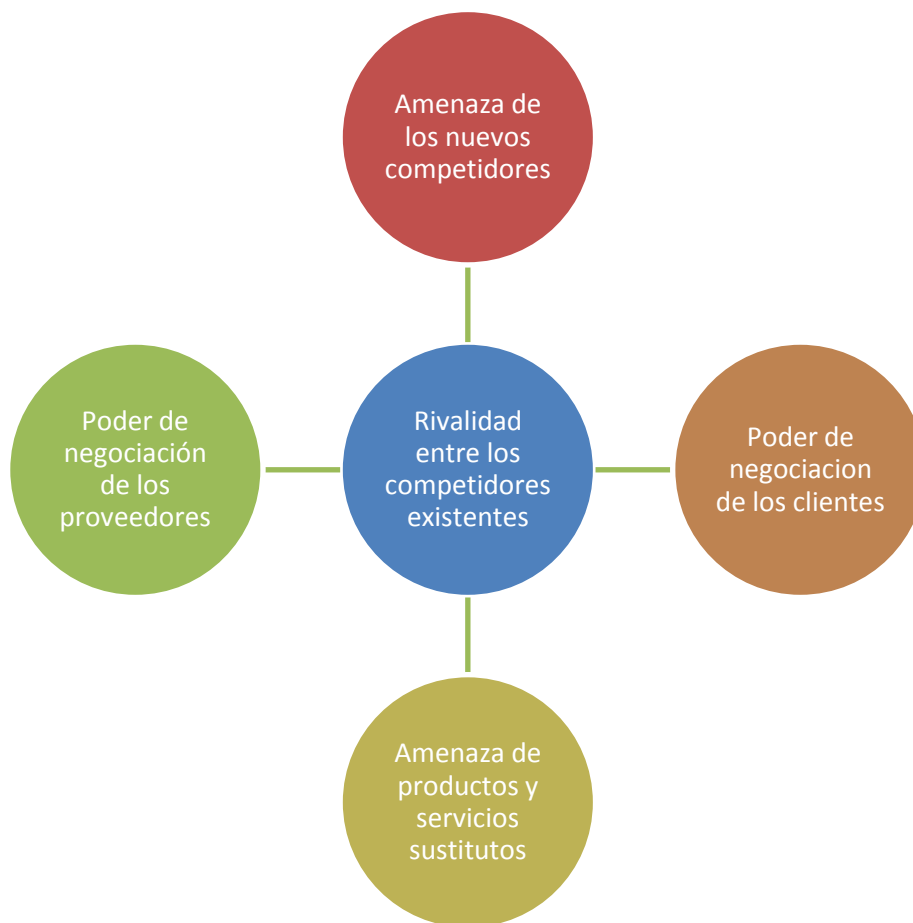 Amenaza de
los nuevos
competidores
Poder de
negociación
de los
proveedores
Rivalidad
entre los
competidores
existentes
Poder de
negociacion
de los clientes
Amenaza de
productos y
servicios
sustitutos